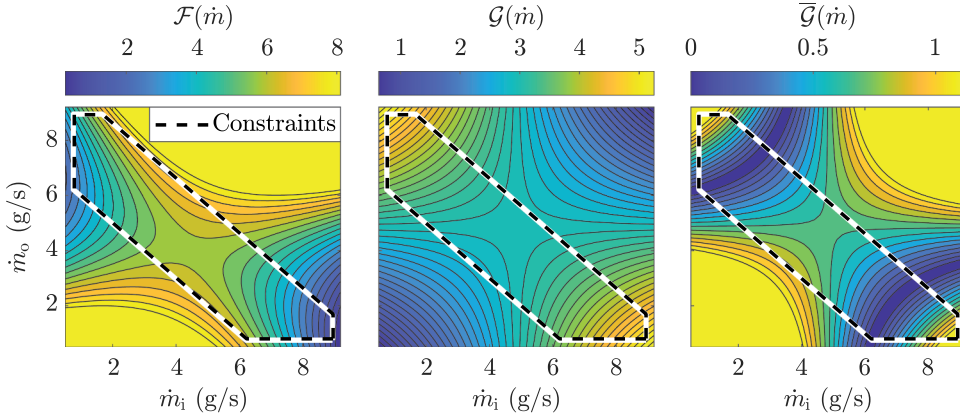 ℱ(ṁ) 𝒢(ṁ) 𝒢̅(ṁ)
2 4 6 8 1 2 3 4 5 0 0.5 1
Constraints
8
6
4
2
ṁₒ (g/s)
2 4 6 8 2 4 6 8 2 4 6 8
ṁᵢ (g/s) ṁᵢ (g/s) ṁᵢ (g/s)